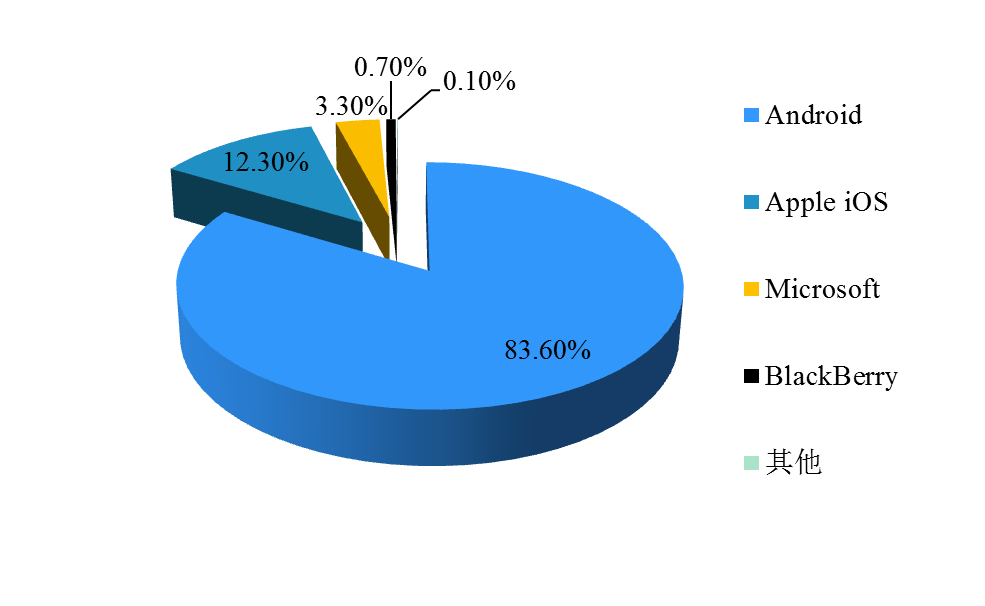 0.70%
0.10%
3.30%
12.30%
83.60%
Android
Apple iOS
Microsoft
BlackBerry
其他